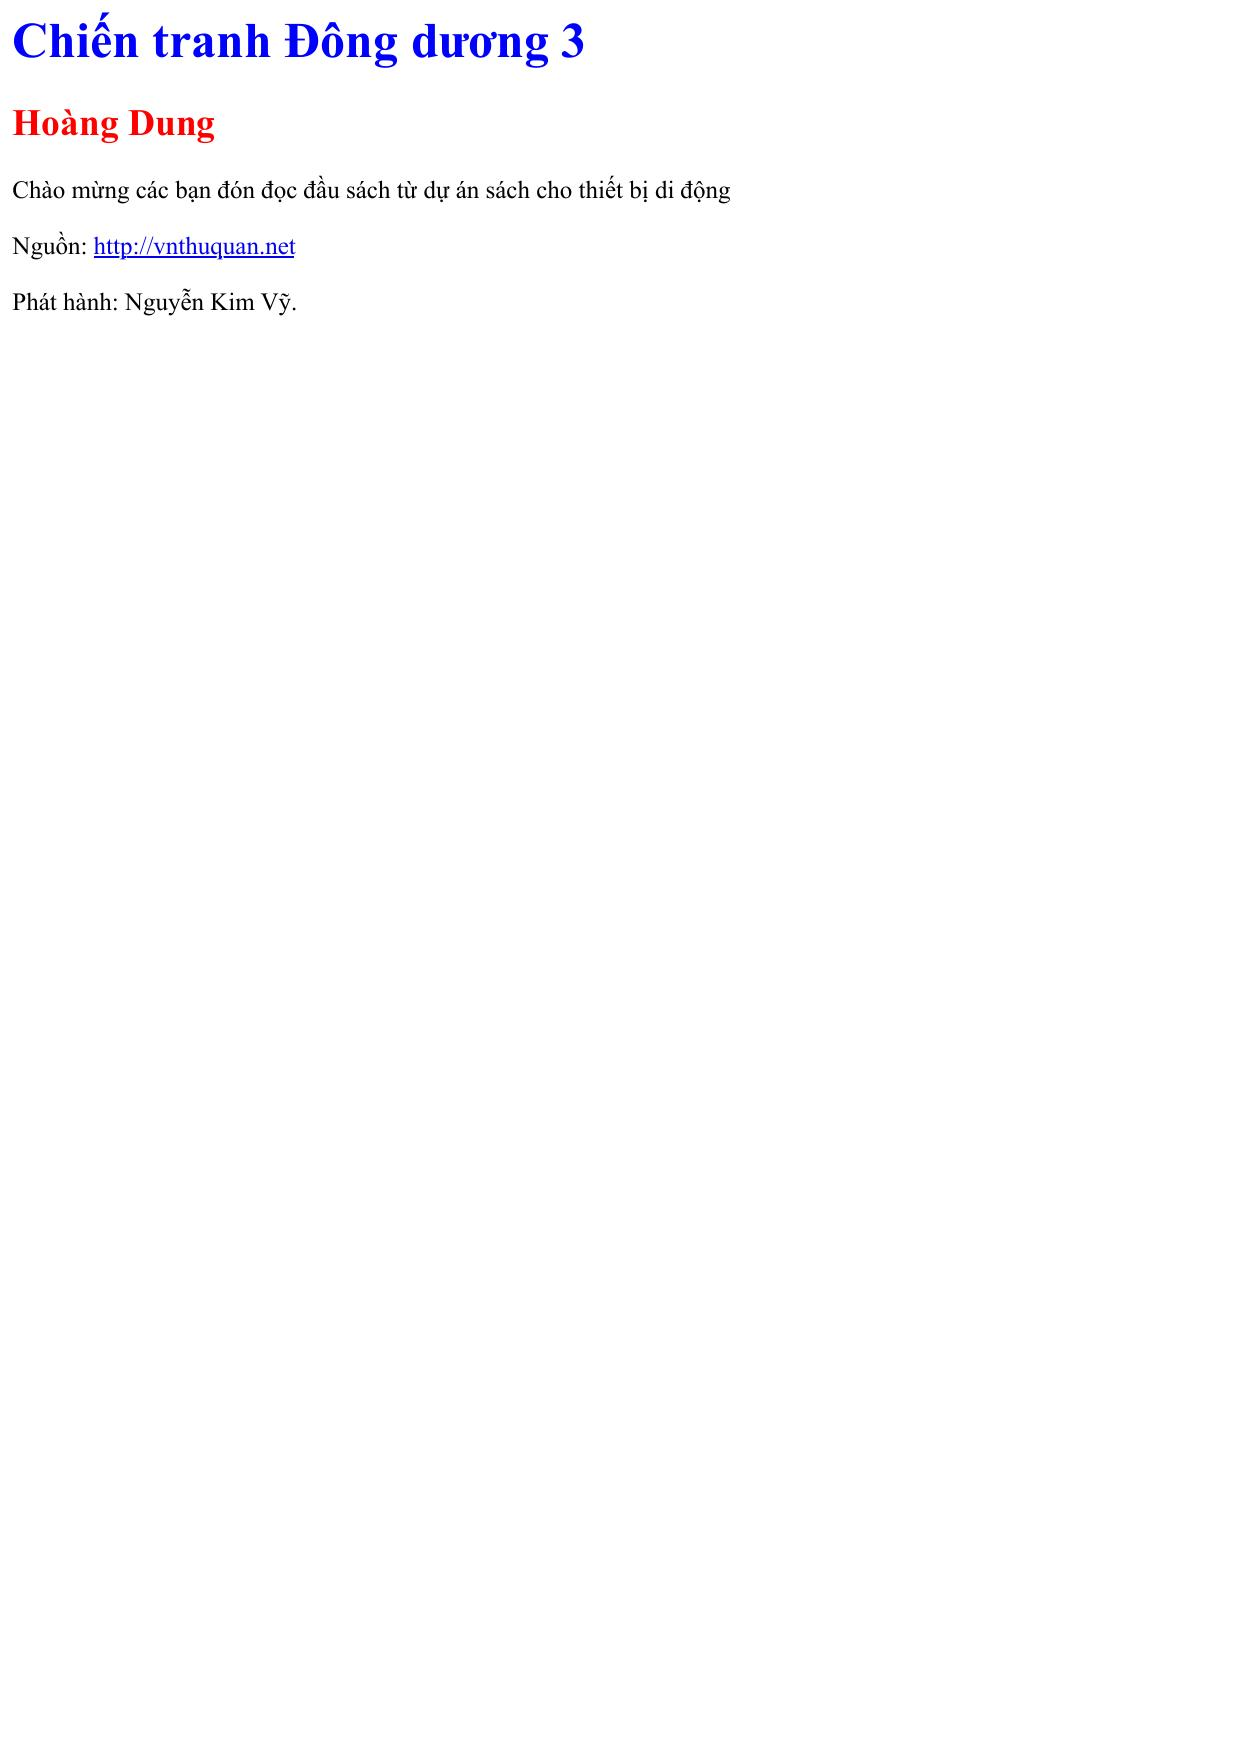 Chiến tranh Đông dương 3
Hoàng Dung
Chào mừng các bạn đón đọc đầu sách từ dự án sách cho thiết bị di động
Nguồn: http://vnthuquan.net
Phát hành: Nguyễn Kim Vỹ.